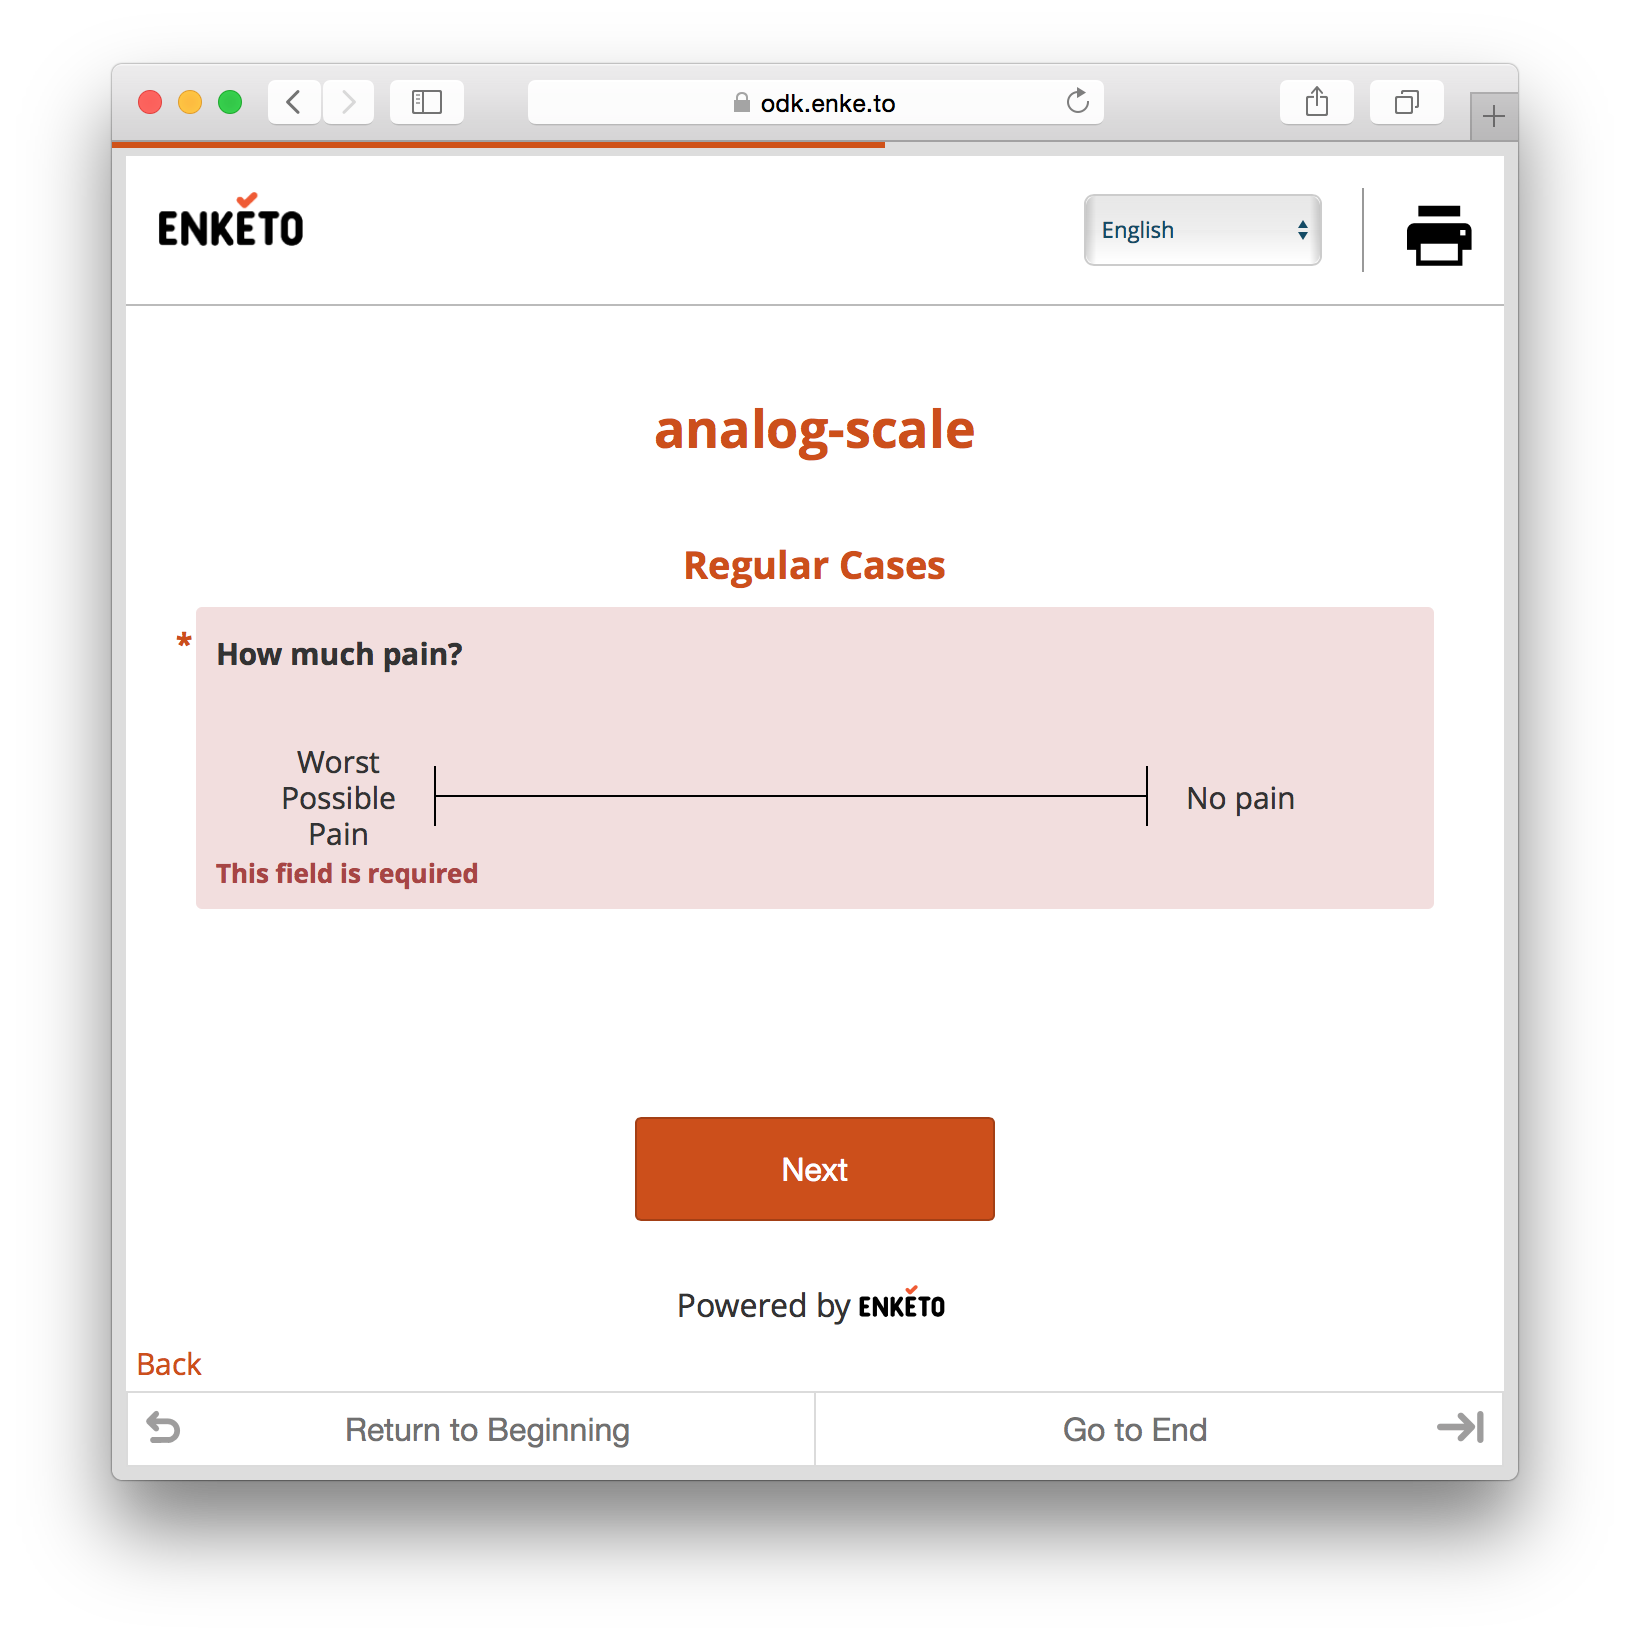 odk.enke.to
ENKETO
English
analog-scale
Regular Cases
* How much pain?
Worst
Possible
Pain
No pain
This field is required
Next
Powered by ENKETO
Back
Return to Beginning
Go to End